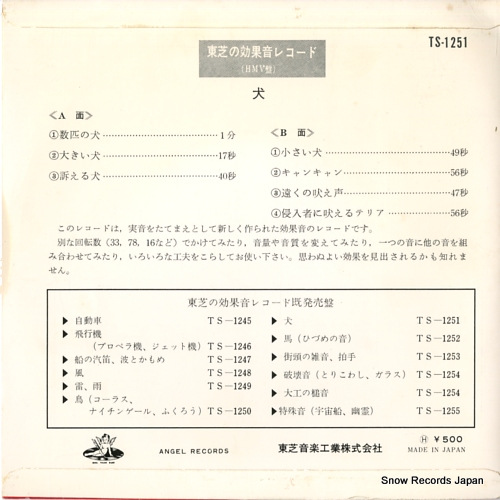 TS-1251
東芝の効果音レコード
(HMV盤)
犬
《A 面》
①数匹の犬……………………………1分
②大きい犬……………………………17秒
③訴える犬……………………………40秒
《B 面》
①小さい犬……………………………49秒
②キャンキャン………………………56秒
③遠くの吠え声………………………47秒
④侵入者に吠えるテリア……………56秒
このレコードは,実音をたてまえとして新しく作られた効果音のレコードです。
別な回転数(33, 78, 16など)でかけてみたり,音量や音質を変えてみたり,一つの音に他の音を組
み合わせてみたり,いろいろな工夫をこらしてお使い下さい。思わぬよい効果を見出されるかも知れま
せん。
東芝の効果音レコード既発売盤
▶ 自動車 TS—1245
▶ 飛行機
(プロペラ機、ジェット機) TS—1246
▶ 船の汽笛、波とかもめ TS—1247
▶ 風 TS—1248
▶ 雷、雨 TS—1249
▶ 鳥(コーラス、
ナイチンゲール、ふくろう) TS—1250
▶ 犬 TS—1251
▶ 馬(ひづめの音) TS—1252
▶ 街頭の雑音、拍手 TS—1253
▶ 破壊音(とりこわし、ガラス) TS—1254
▶ 大工の槌音 TS—1254
▶ 特殊音(宇宙船、幽霊) TS—1255
ANGEL RECORDS
東芝音楽工業株式会社
Ⓗ ¥500
MADE IN JAPAN
Snow Records Japan